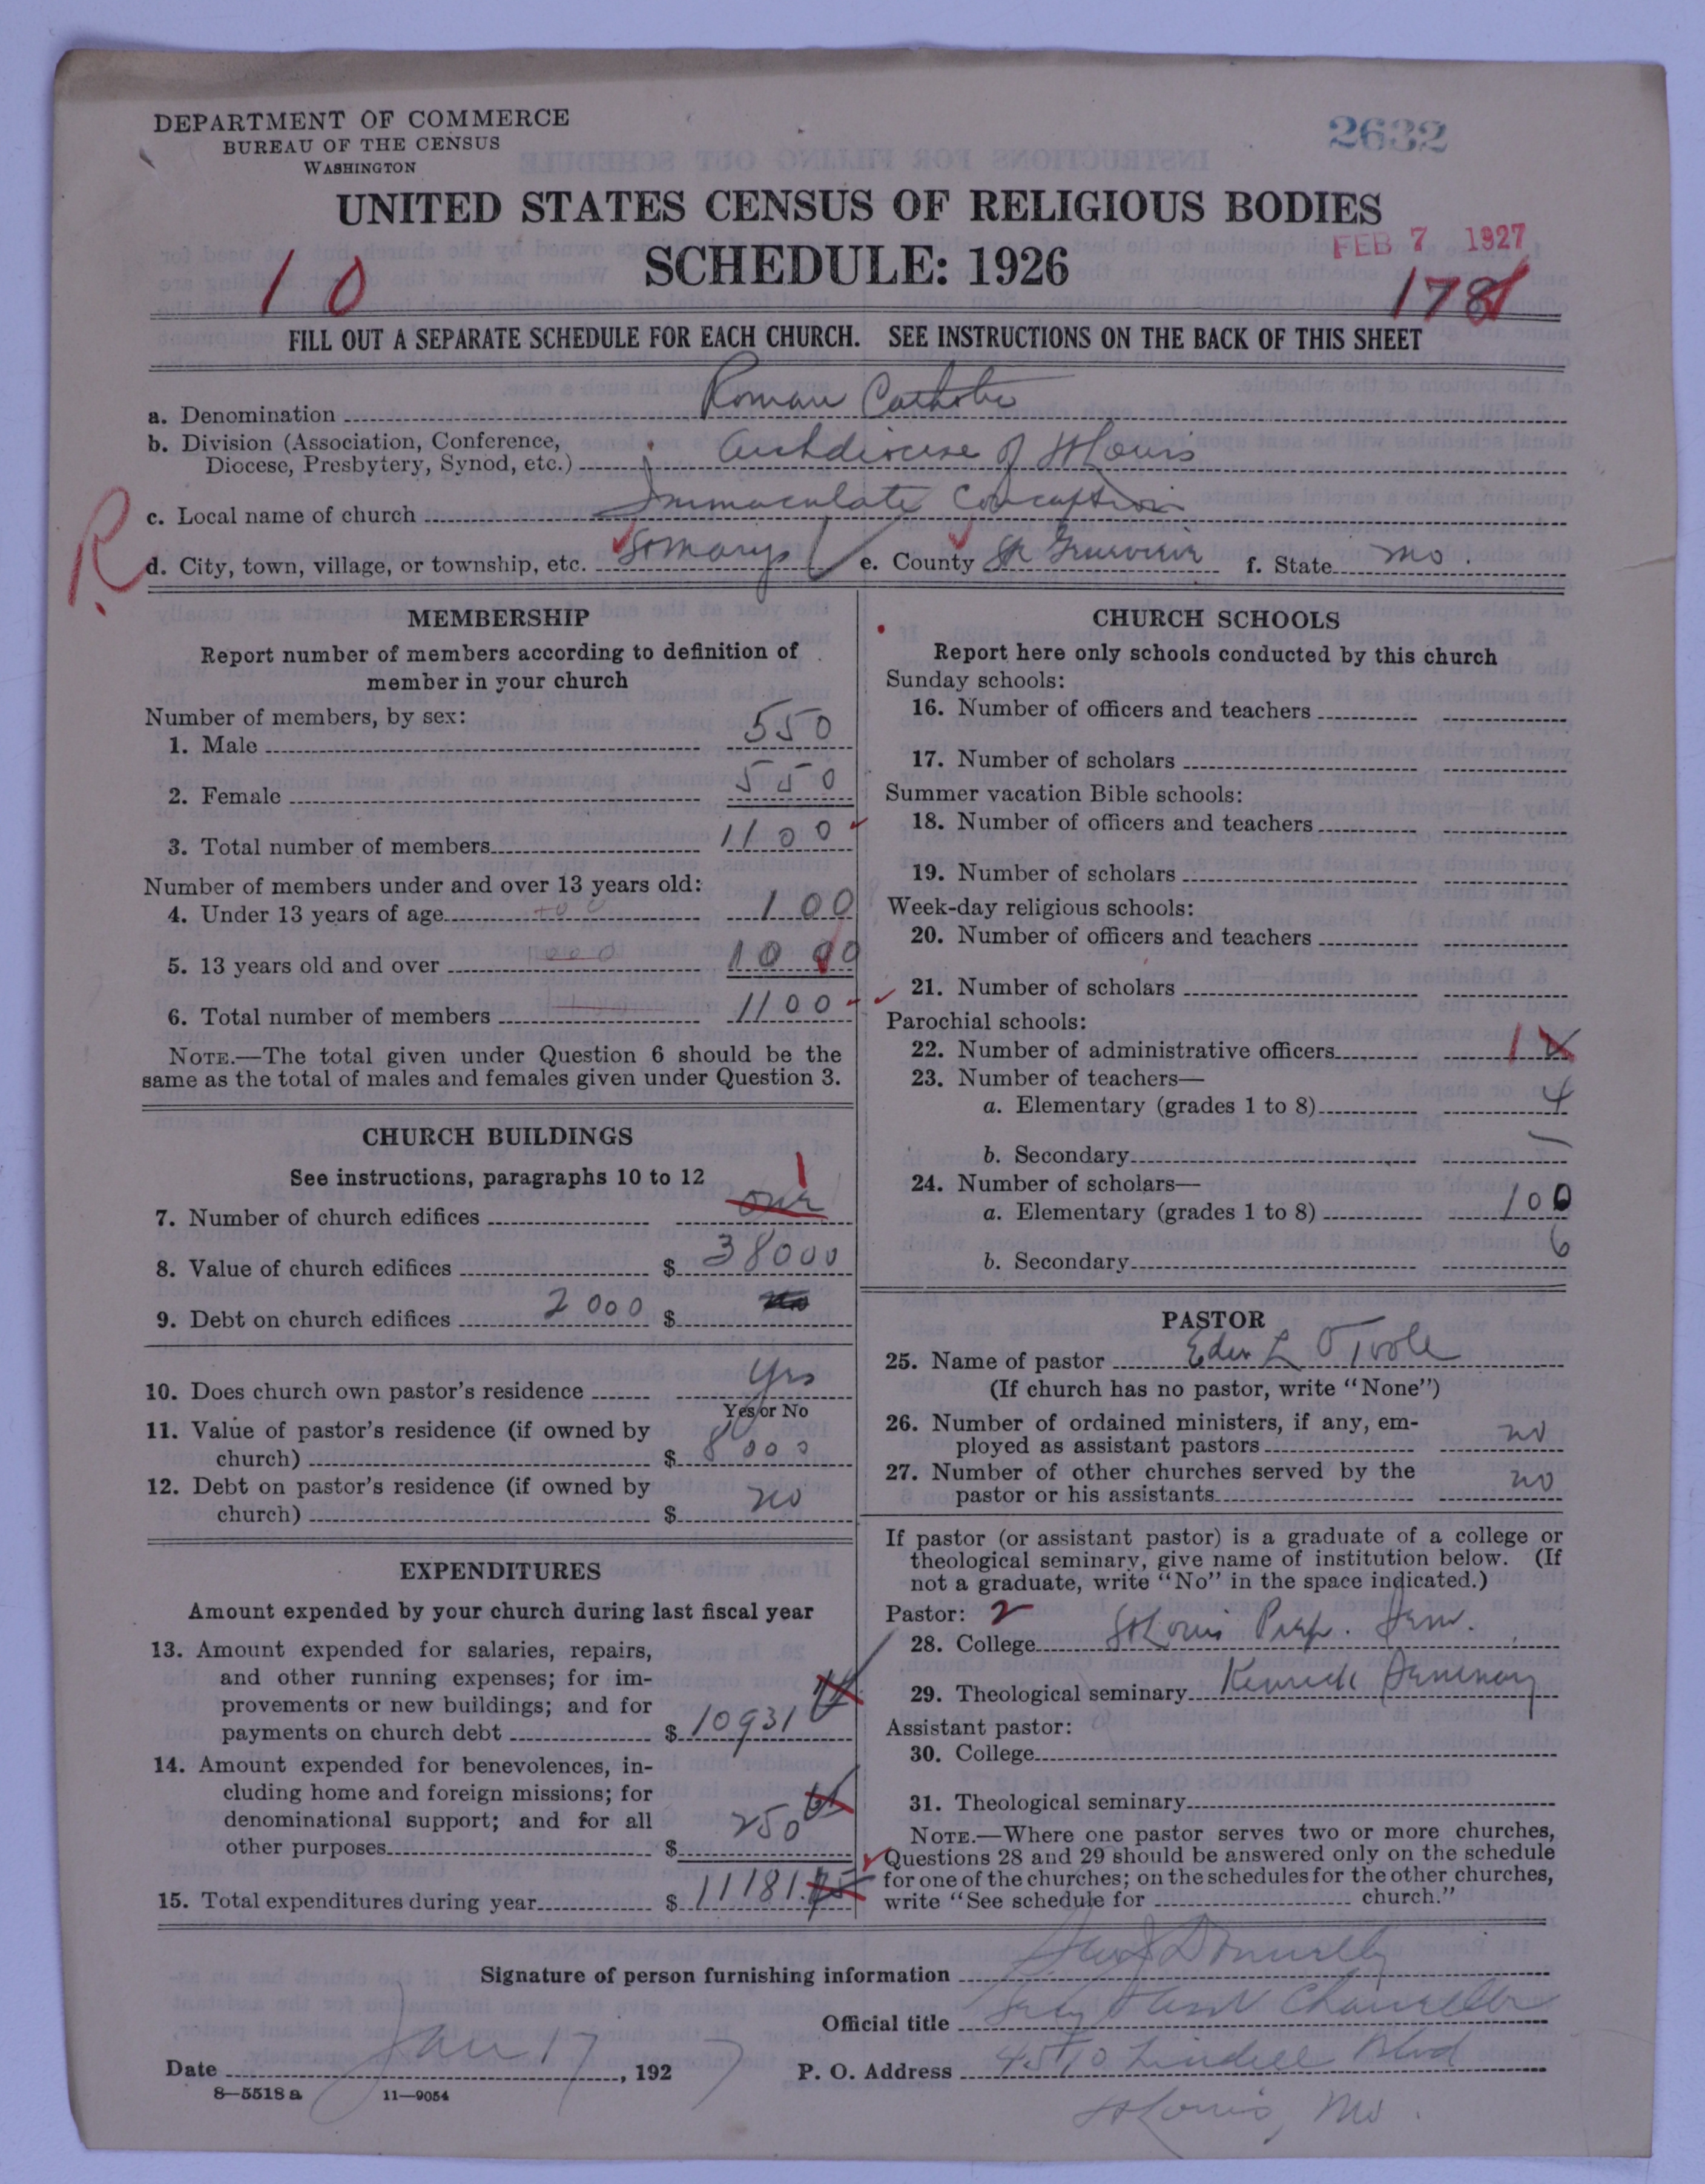 DEPARTMENT OF COMMERCE
BUREAU OF THE CENSUS
WASHINGTON
2632
UNITED STATES CENSUS OF RELIGIOUS BODIES
SCHEDULE: 1926
FEB 7 1927
10
178
FILL OUT A SEPARATE SCHEDULE FOR EACH CHURCH. SEE INSTRUCTIONS ON THE BACK OF THIS SHEET
a. Denomination Roman Catholic
b. Division (Association, Conference,
Diocese, Presbytery, Synod, etc.) Archdiocese of St Louis
c. Local name of church Immaculate Conception
R
d. City, town, village, or township, etc. St Marys e. County St Genevieve f. State Mo.
MEMBERSHIP
Report number of members according to definition of
member in your church
Number of members, by sex:
1. Male 550
2. Female 550
3. Total number of members 1100
Number of members under and over 13 years old:
4. Under 13 years of age 100
5. 13 years old and over 1000 1000
6. Total number of members 1100
NOTE.—The total given under Question 6 should be the
same as the total of males and females given under Question 3.
CHURCH BUILDINGS
See instructions, paragraphs 10 to 12
7. Number of church edifices one 1
8. Value of church edifices $ 38000
9. Debt on church edifices 2000 $
10. Does church own pastor's residence Yes
Yes or No
11. Value of pastor's residence (if owned by
church) $ 8000
12. Debt on pastor's residence (if owned by
church) $ no
EXPENDITURES
Amount expended by your church during last fiscal year
13. Amount expended for salaries, repairs,
and other running expenses; for im-
provements or new buildings; and for
payments on church debt $ 10931
14. Amount expended for benevolences, in-
cluding home and foreign missions; for
denominational support; and for all
other purposes $ 250
15. Total expenditures during year $ 11181.
CHURCH SCHOOLS
Report here only schools conducted by this church
Sunday schools:
16. Number of officers and teachers
17. Number of scholars
Summer vacation Bible schools:
18. Number of officers and teachers
19. Number of scholars
Week-day religious schools:
20. Number of officers and teachers
21. Number of scholars
Parochial schools:
22. Number of administrative officers 1
23. Number of teachers—
a. Elementary (grades 1 to 8) 4
b. Secondary
24. Number of scholars—
a. Elementary (grades 1 to 8) 100
b. Secondary 6
PASTOR
25. Name of pastor Edw L O Toole
(If church has no pastor, write "None")
26. Number of ordained ministers, if any, em-
ployed as assistant pastors no
27. Number of other churches served by the
pastor or his assistants no
If pastor (or assistant pastor) is a graduate of a college or
theological seminary, give name of institution below. (If
not a graduate, write "No" in the space indicated.)
Pastor: 2
28. College St Louis Prep. Sem.
29. Theological seminary Kenrick Seminary
Assistant pastor:
30. College
31. Theological seminary
NOTE.—Where one pastor serves two or more churches,
Questions 28 and 29 should be answered only on the schedule
for one of the churches; on the schedules for the other churches,
write "See schedule for church."
Signature of person furnishing information Donnelly
Official title Chancellor
Date Jan 17, 1927 P. O. Address 4510 Lindell Blvd
8—5518 a 11—9054
St Louis, Mo.